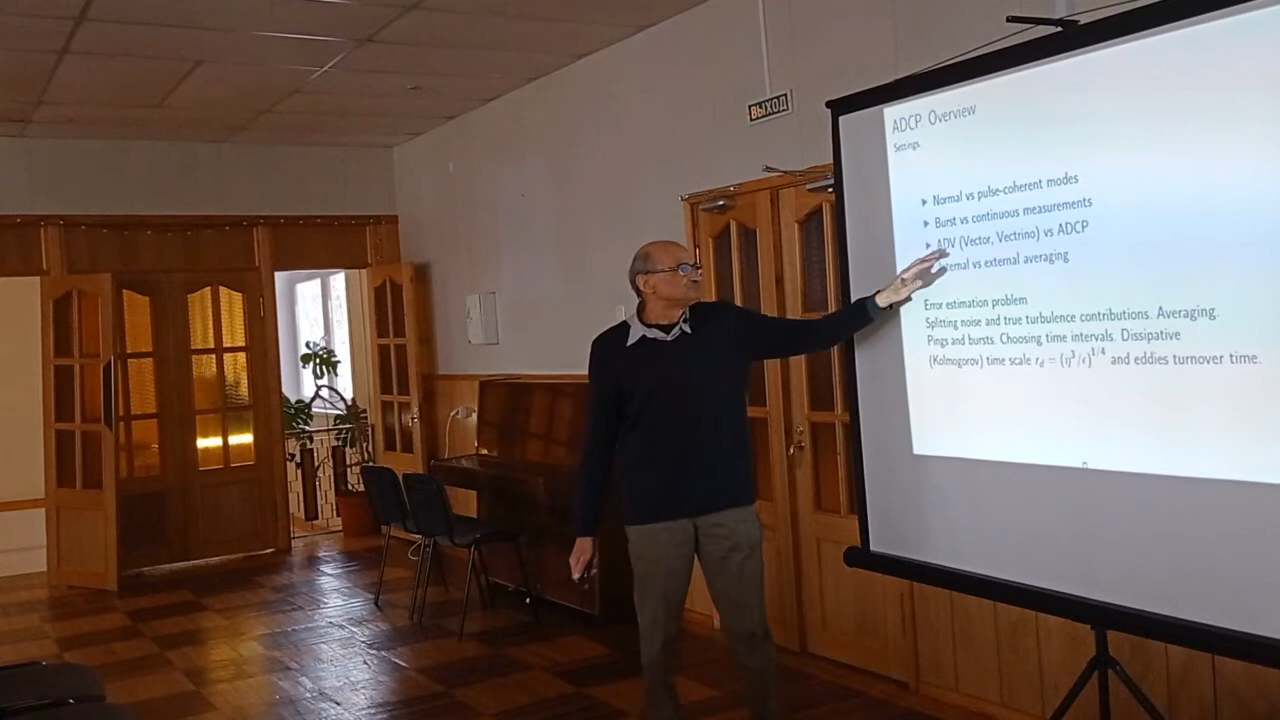 ВЫХОД
ADCP Overview
Settings
Normal vs pulse-coherent modes
Burst vs continuous measurements
ADV (Vector, Vectrino) vs ADCP
vs external averaging
Error estimation problem
Splitting noise and true turbulence contributions. Averaging.
Pings and bursts. Choosing time intervals. Dissipative
(Kolmogorov) time scale r_d = (η³/ϵ)^1/4 and eddies turnover time.